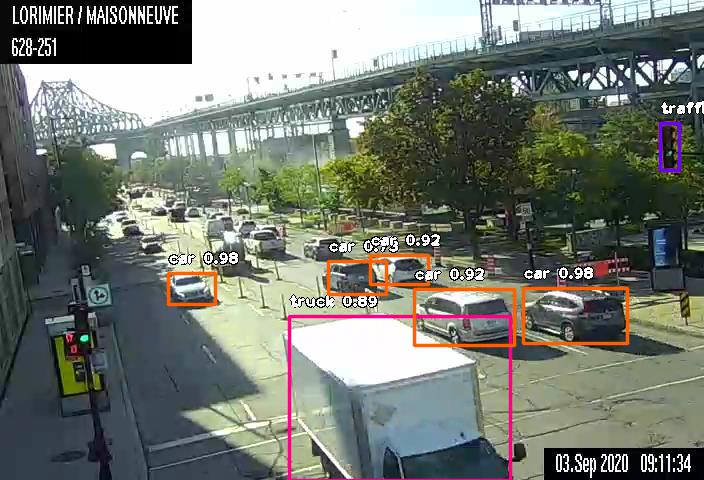 LORIMIER / MAISONNEUVE
628-251
traffi
car 0.92
car 0.98
car 0.92
car 0.98
truck 0.89
03.Sep 2020 09:11:34